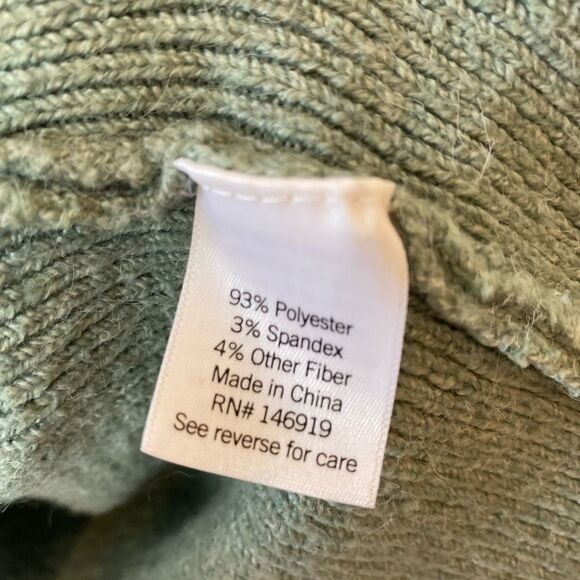 93% Polyester
3% Spandex
4% Other Fiber
Made in China
RN# 146919
See reverse for care